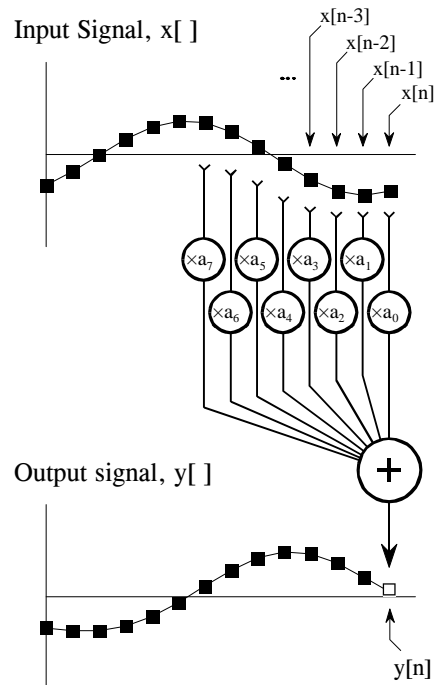 Input Signal, x[ ]
x[n-3]
x[n-2]
x[n-1]
x[n]
...
×a₇
×a₅
×a₃
×a₁
×a₆
×a₄
×a₂
×a₀
+
Output signal, y[ ]
y[n]